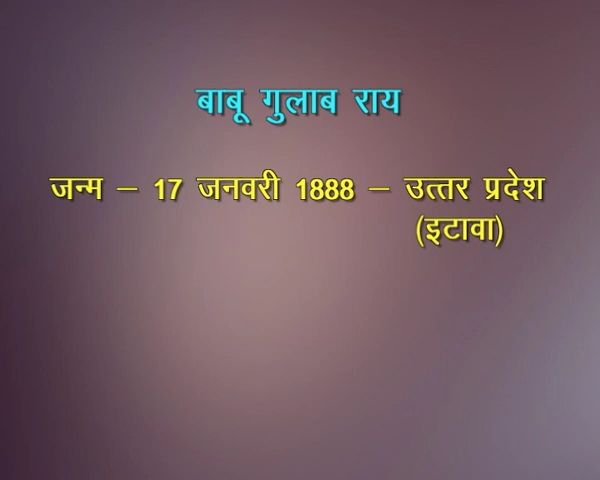 बाबू गुलाब राय
जन्म – 17 जनवरी 1888 – उत्तर प्रदेश
(इटावा)